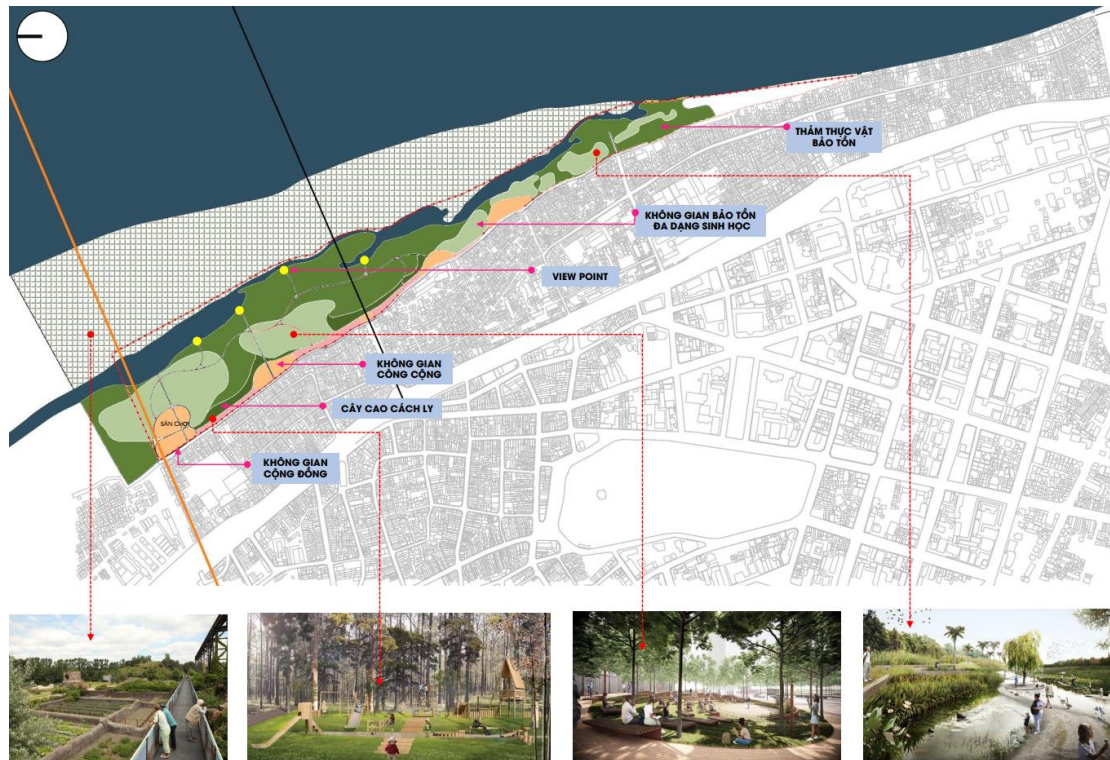 THẢM THỰC VẬT
BẢO TỒN
KHÔNG GIAN BẢO TỒN
ĐA DẠNG SINH HỌC
VIEW POINT
KHÔNG GIAN
CÔNG CỘNG
CÂY CAO CÁCH LY
SÂN CHƠI
KHÔNG GIAN
CỘNG ĐỒNG